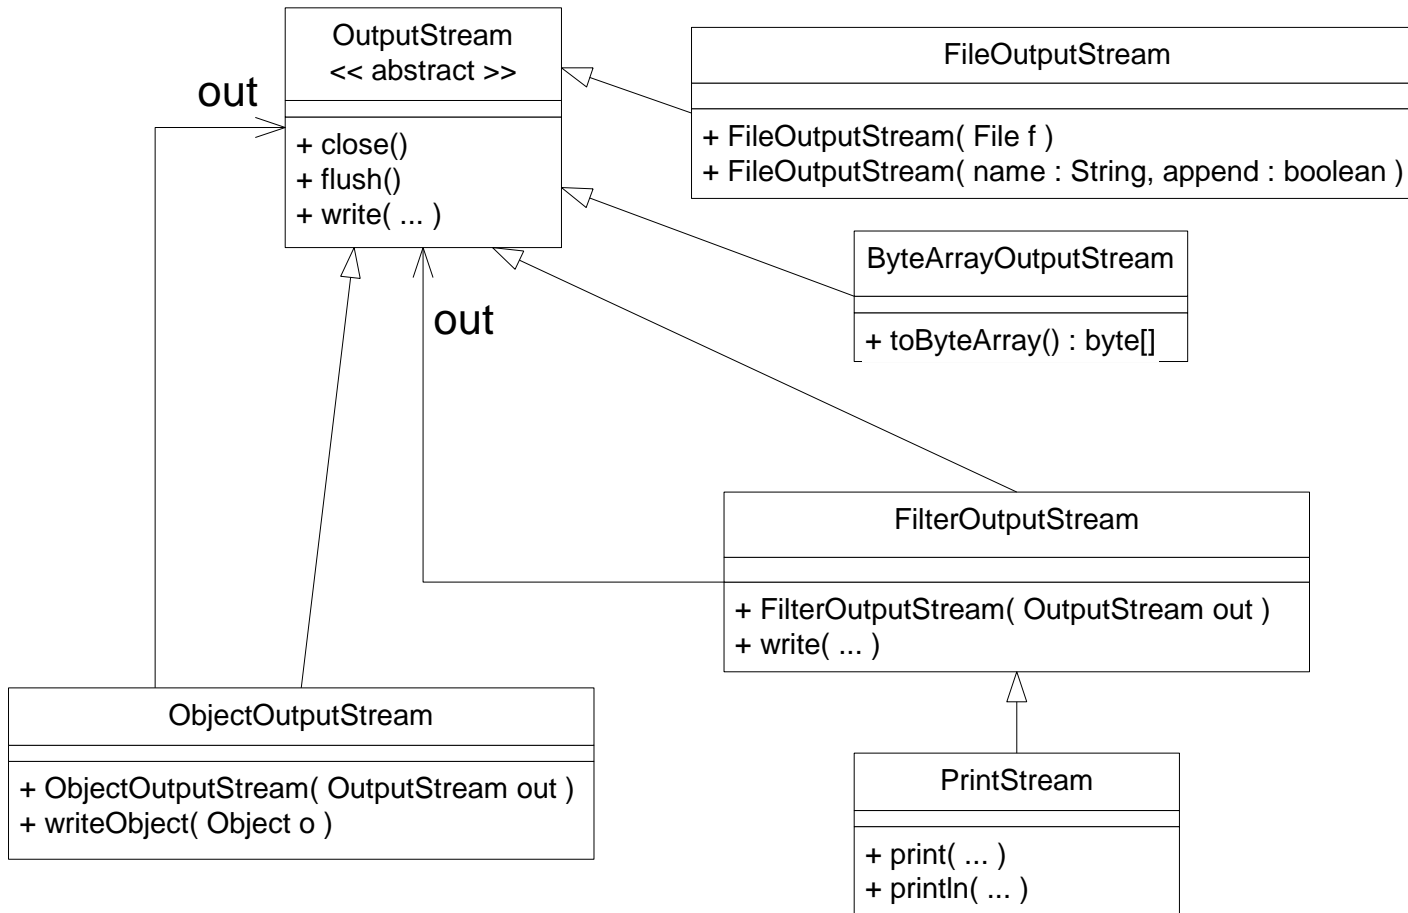 OutputStream
<< abstract >>
+ close()
+ flush()
+ write( ... )
out
FileOutputStream
+ FileOutputStream( File f )
+ FileOutputStream( name : String, append : boolean )
ByteArrayOutputStream
+ toByteArray() : byte[]
out
FilterOutputStream
+ FilterOutputStream( OutputStream out )
+ write( ... )
ObjectOutputStream
+ ObjectOutputStream( OutputStream out )
+ writeObject( Object o )
PrintStream
+ print( ... )
+ println( ... )